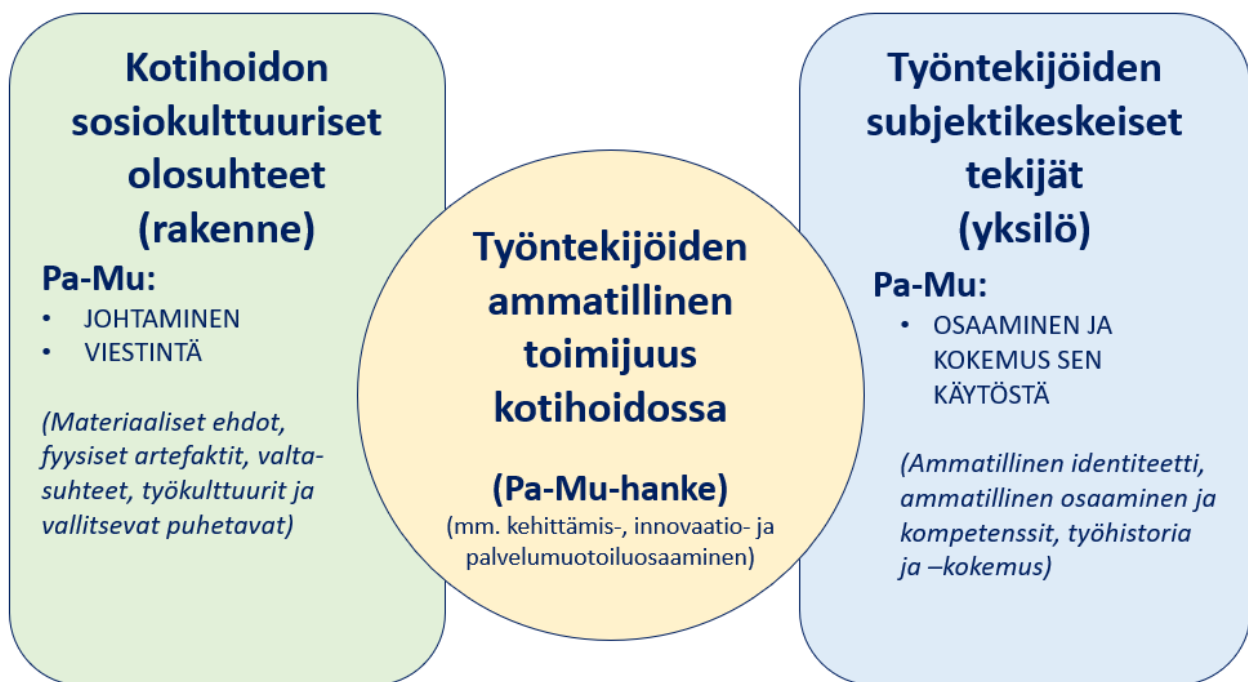 Kotihoidon
sosiokulttuuriset
olosuhteet
(rakenne)
Pa-Mu:
• JOHTAMINEN
• VIESTINTÄ
(Materiaaliset ehdot,
fyysiset artefaktit, valta-
suhteet, työkulttuurit ja
vallitsevat puhetavat)
Työntekijöiden
ammatillinen
toimijuus
kotihoidossa
(Pa-Mu-hanke)
(mm. kehittämis-, innovaatio- ja
palvelumuotoiluosaaminen)
Työntekijöiden
subjektikeskeiset
tekijät
(yksilö)
Pa-Mu:
• OSAAMINEN JA
KOKEMUS SEN
KÄYTÖSTÄ
(Ammatillinen identiteetti,
ammatillinen osaaminen ja
kompetenssit, työhistoria
ja –kokemus)